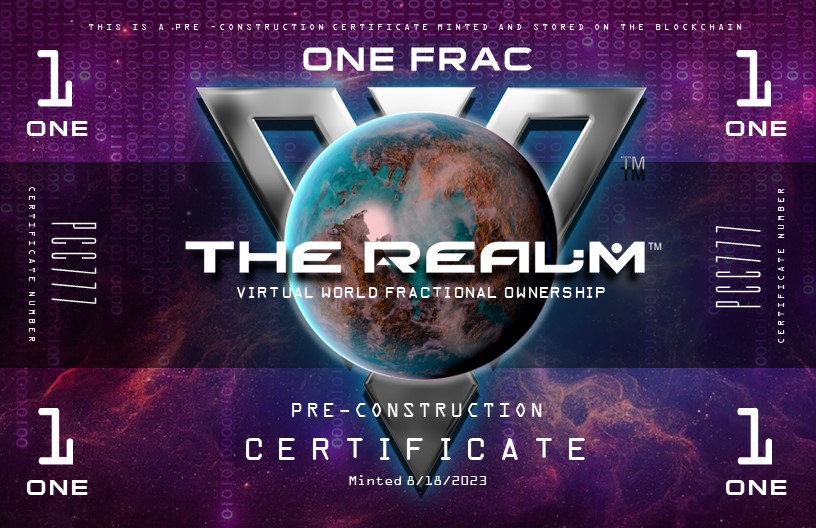 THIS IS A PRE -CONSTRUCTION CERTIFICATE MINTED AND STORED ON THE BLOCKCHAIN
1
ONE
ONE FRAC
1
ONE
TM
TM
CERTIFICATE NUMBER
PCC777
THE REALM™
VIRTUAL WORLD FRACTIONAL OWNERSHIP
PCC777
CERTIFICATE NUMBER
PRE-CONSTRUCTION
CERTIFICATE
Minted 8/18/2023
1
ONE
1
ONE